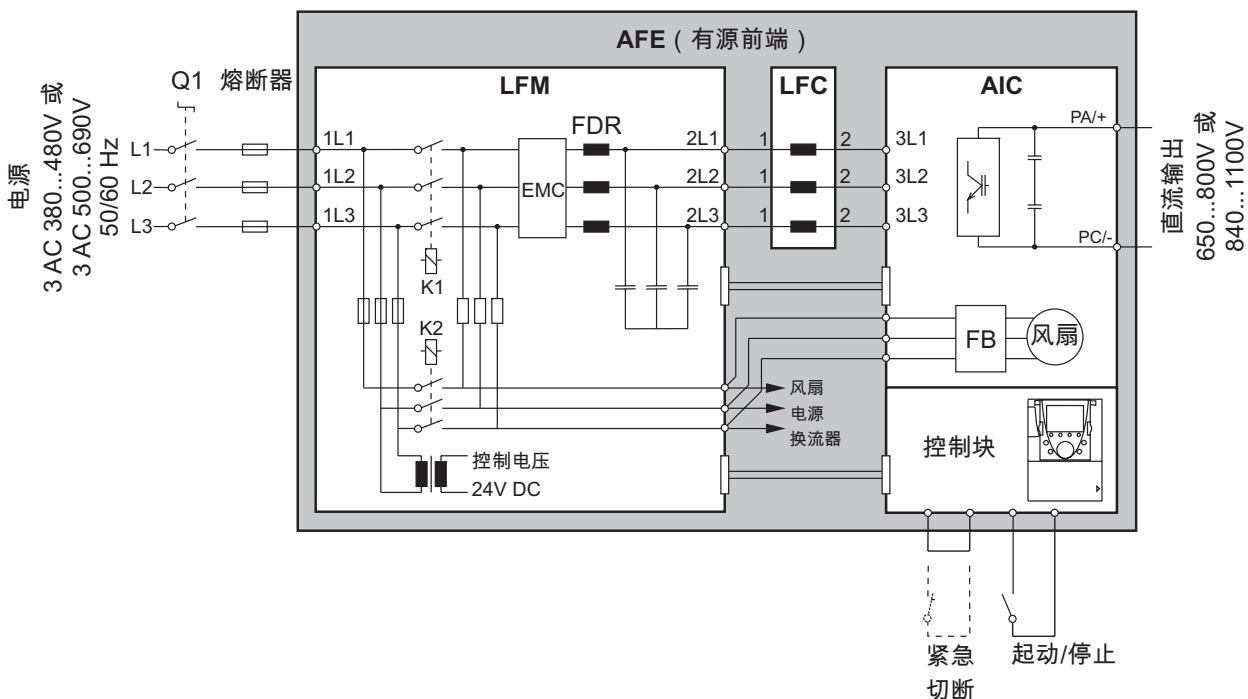 AFE（有源前端）
Q1 熔断器
LFM
LFC
AIC
电源
3 AC 380...480V 或
3 AC 500...690V
50/60 Hz
L1
L2
L3
1L1
1L2
1L3
FDR
EMC
2L1
2L2
2L3
1
1
1
2
2
2
3L1
3L2
3L3
PA/+
PC/-
直流输出
650...800V 或
840...1100V
K1
K2
FB
风扇
风扇
电源
换流器
控制电压
24V DC
控制块
紧急
切断
起动/停止